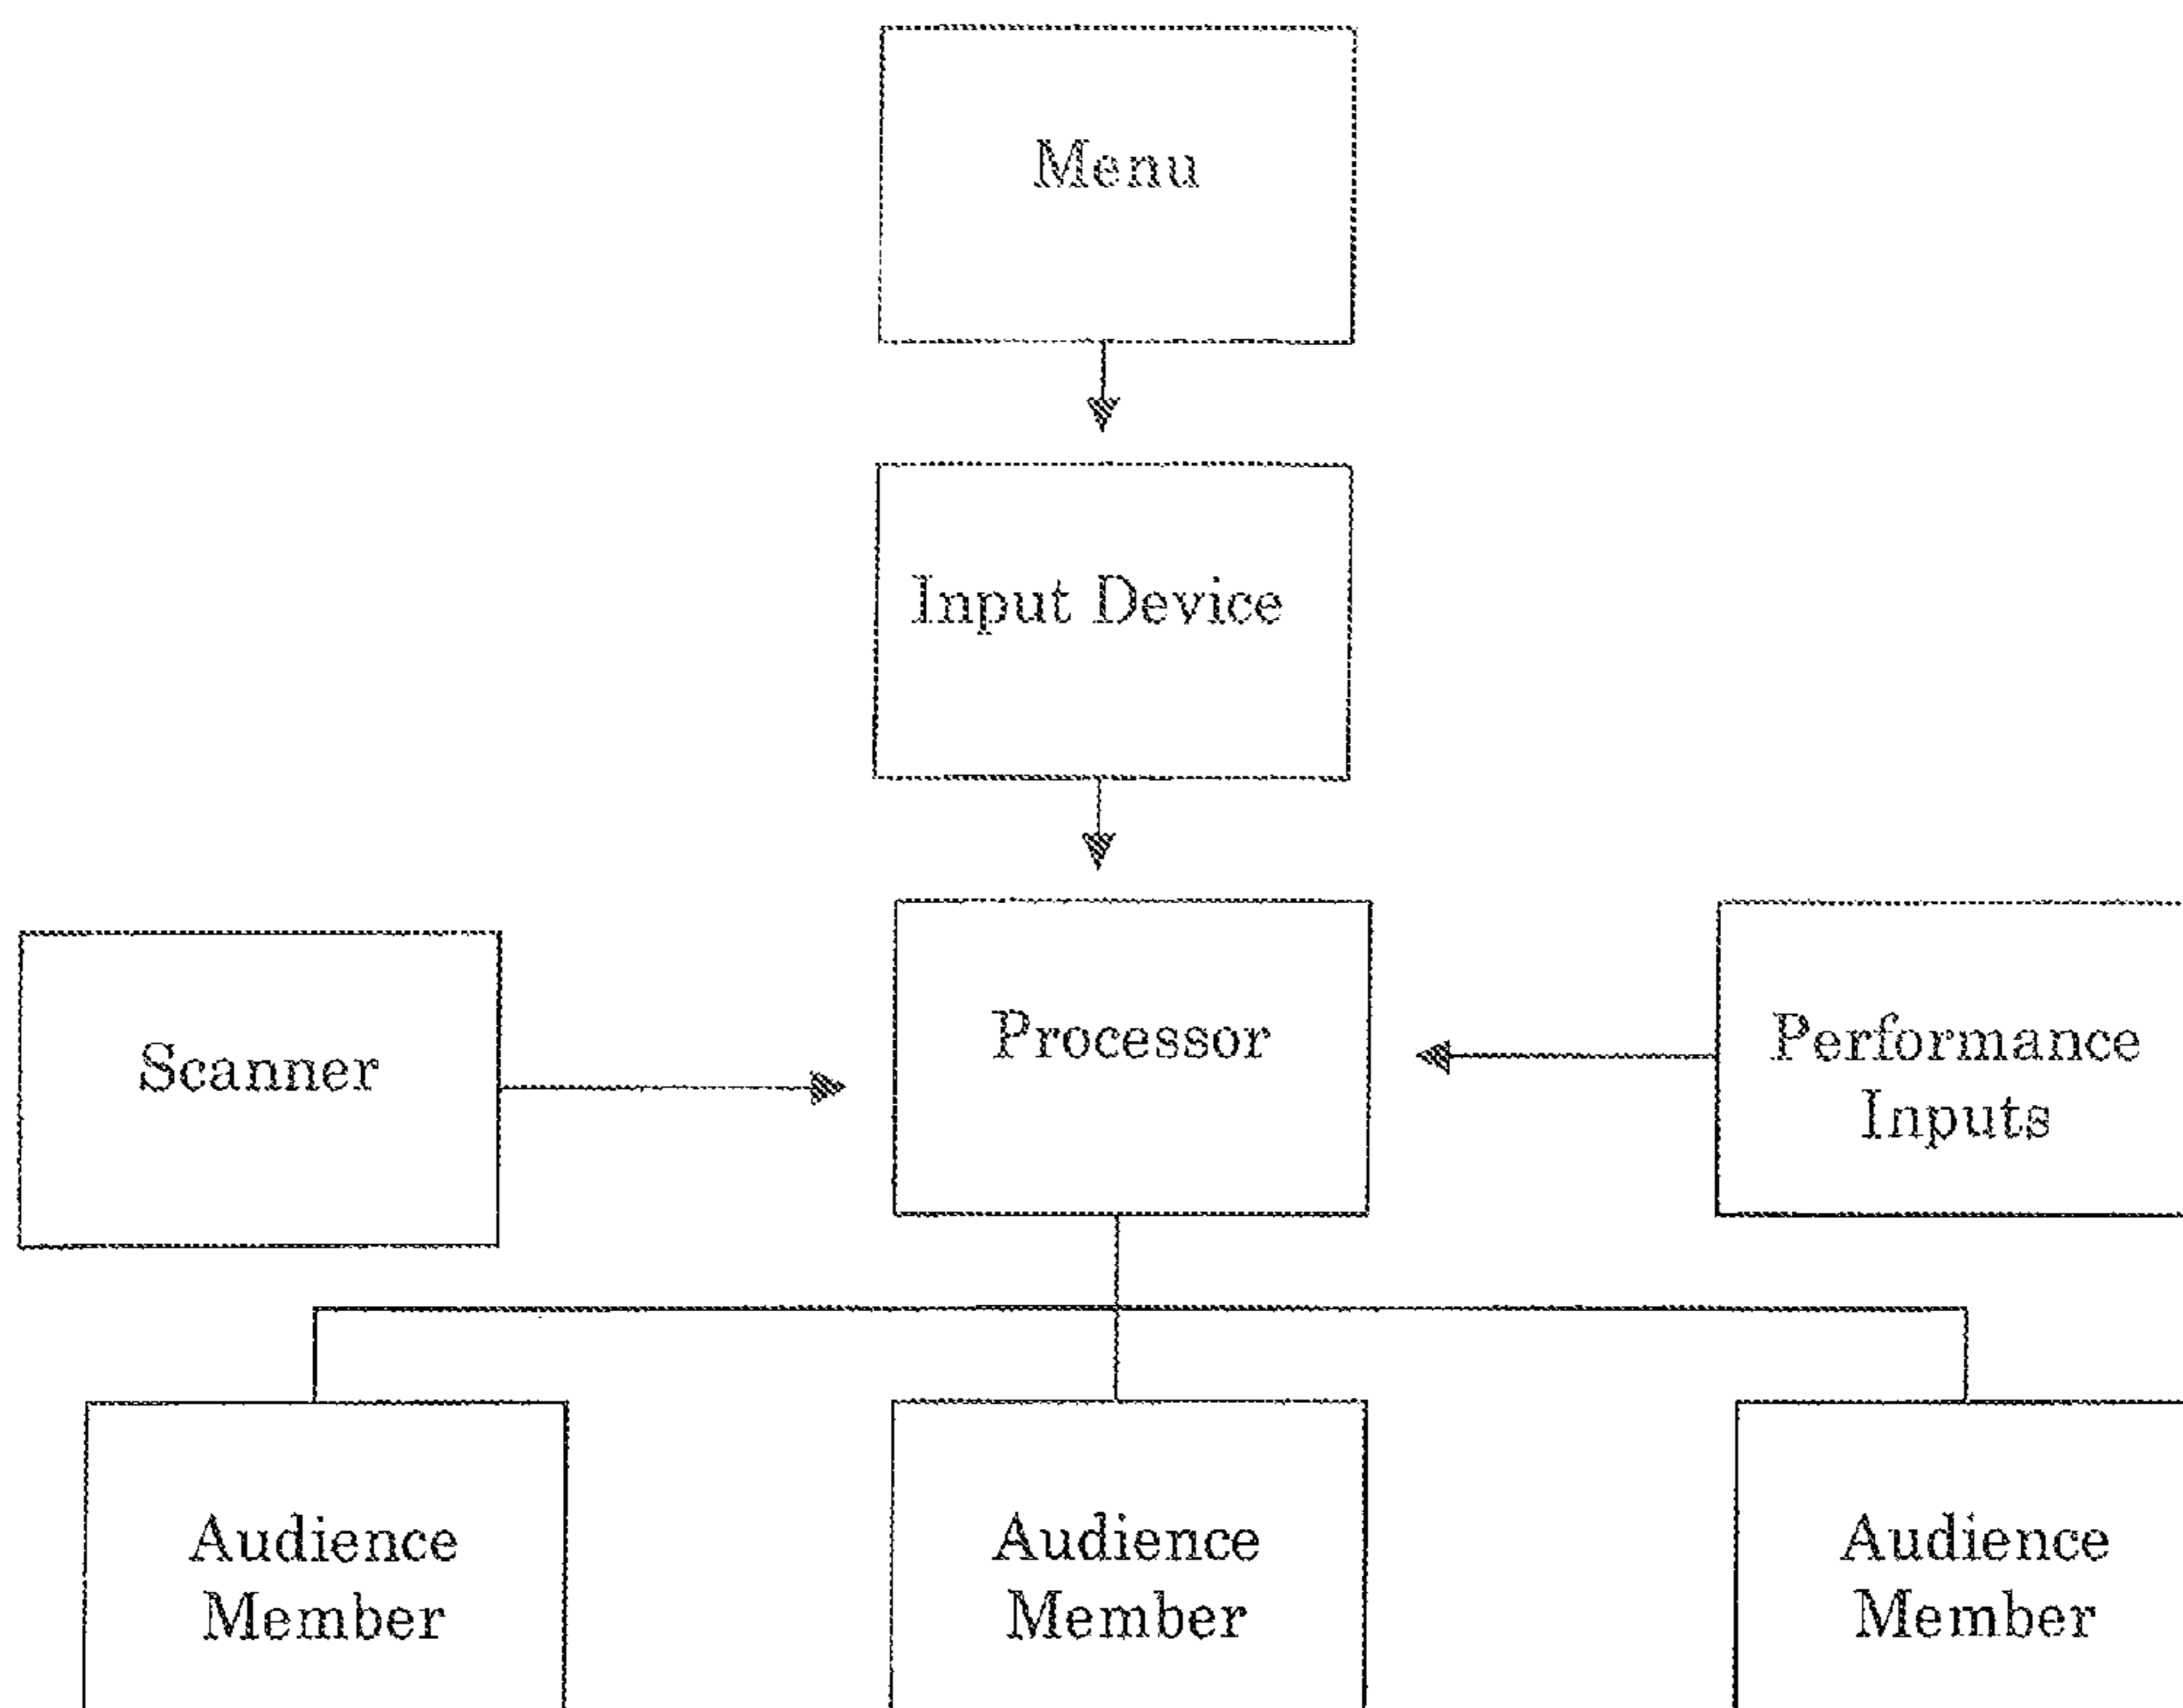 Menu
Input Device
Scanner
Processor
Performance
Inputs
Audience
Member
Audience
Member
Audience
Member